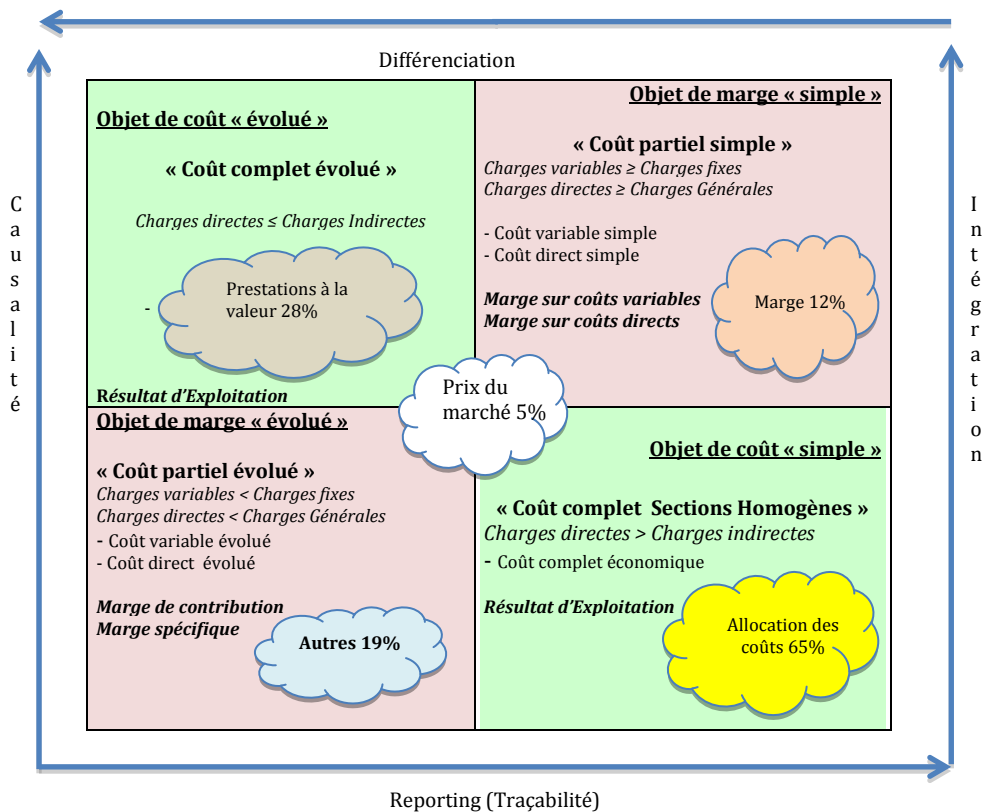 Différenciation
Causalité
Intégration
Objet de coût « évolué »
« Coût complet évolué »
Charges directes ≤ Charges Indirectes
-
Prestations à la
valeur 28%
Résultat d’Exploitation
Objet de marge « simple »
« Coût partiel simple »
Charges variables ≥ Charges fixes
Charges directes ≥ Charges Générales
- Coût variable simple
- Coût direct simple
Marge sur coûts variables
Marge sur coûts directs
Marge 12%
Prix du
marché 5%
Objet de marge « évolué »
« Coût partiel évolué »
Charges variables < Charges fixes
Charges directes < Charges Générales
- Coût variable évolué
- Coût direct évolué
Marge de contribution
Marge spécifique
Autres 19%
Objet de coût « simple »
« Coût complet Sections Homogènes »
Charges directes > Charges indirectes
- Coût complet économique
Résultat d’Exploitation
Allocation des
coûts 65%
Reporting (Traçabilité)